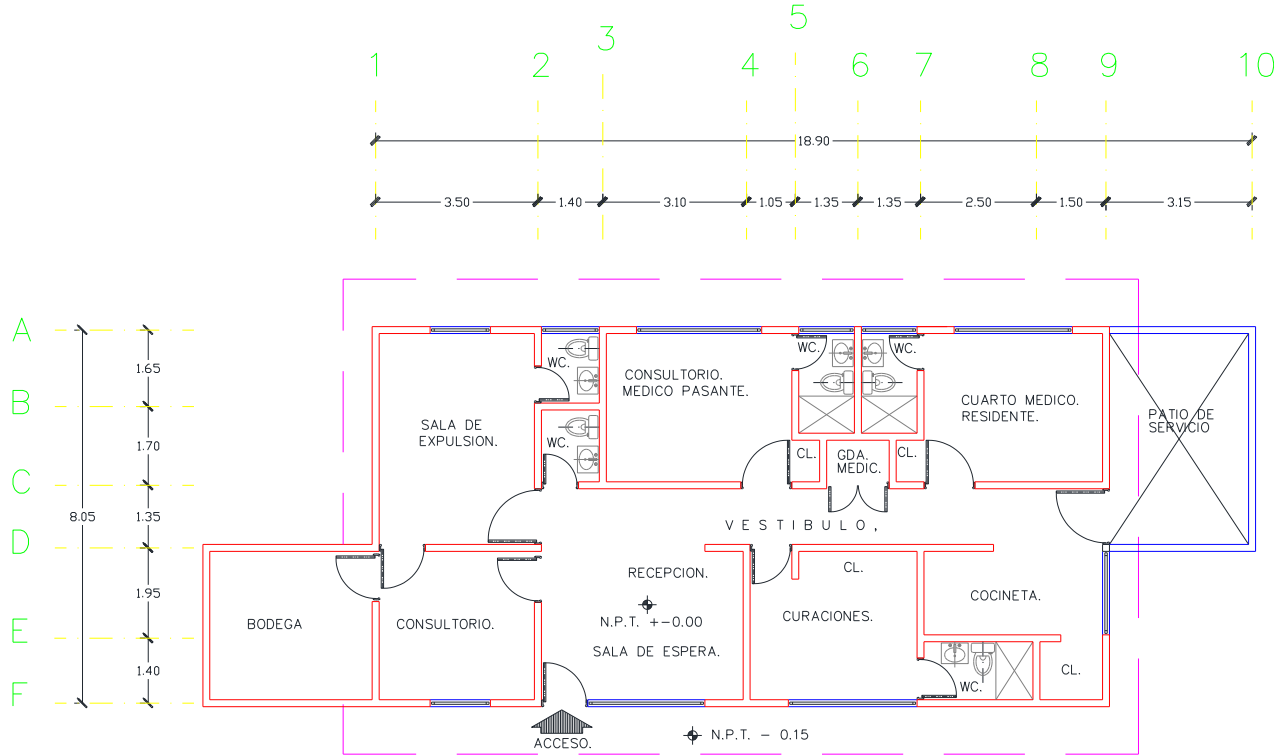 5
3
1
2
4
6
7
8
9
10
18.90
3.50
1.40
3.10
1.05
1.35
1.35
2.50
1.50
3.15
A
B
C
D
E
F
1.65
1.70
1.35
1.95
1.40
8.05
WC.
WC.
WC.
WC.
CONSULTORIO.
MEDICO PASANTE.
CUARTO MEDICO.
RESIDENTE.
PATIO DE
SERVICIO
SALA DE
EXPULSION.
CL.
GDA.
MEDIC.
CL.
VESTIBULO,
RECEPCION.
CL.
COCINETA.
N.P.T. +-0.00
BODEGA
CONSULTORIO.
CURACIONES.
SALA DE ESPERA.
CL.
WC.
N.P.T. - 0.15
ACCESO.